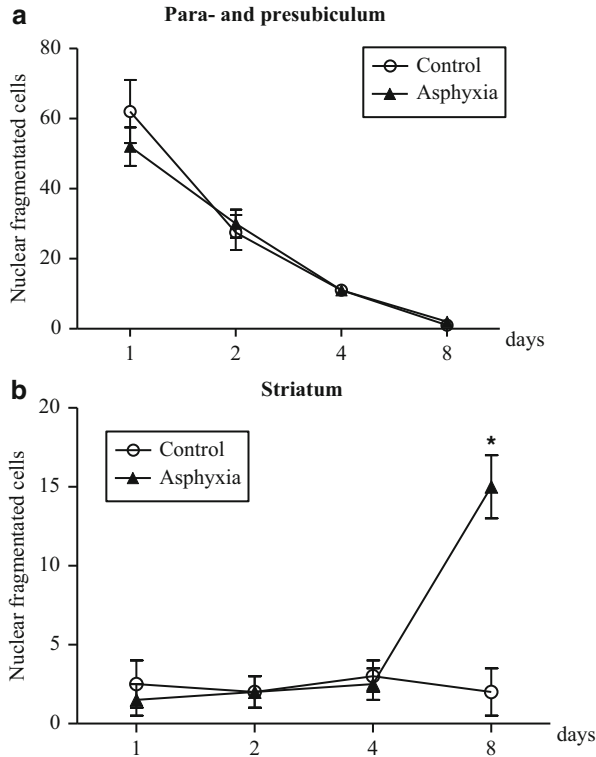 a
Para- and presubiculum
Nuclear fragmentated cells
80
60
40
20
0
Control
Asphyxia
1 2 4 8
days
b
Striatum
Nuclear fragmentated cells
20
15
10
5
0
Control
Asphyxia
*
1 2 4 8
days